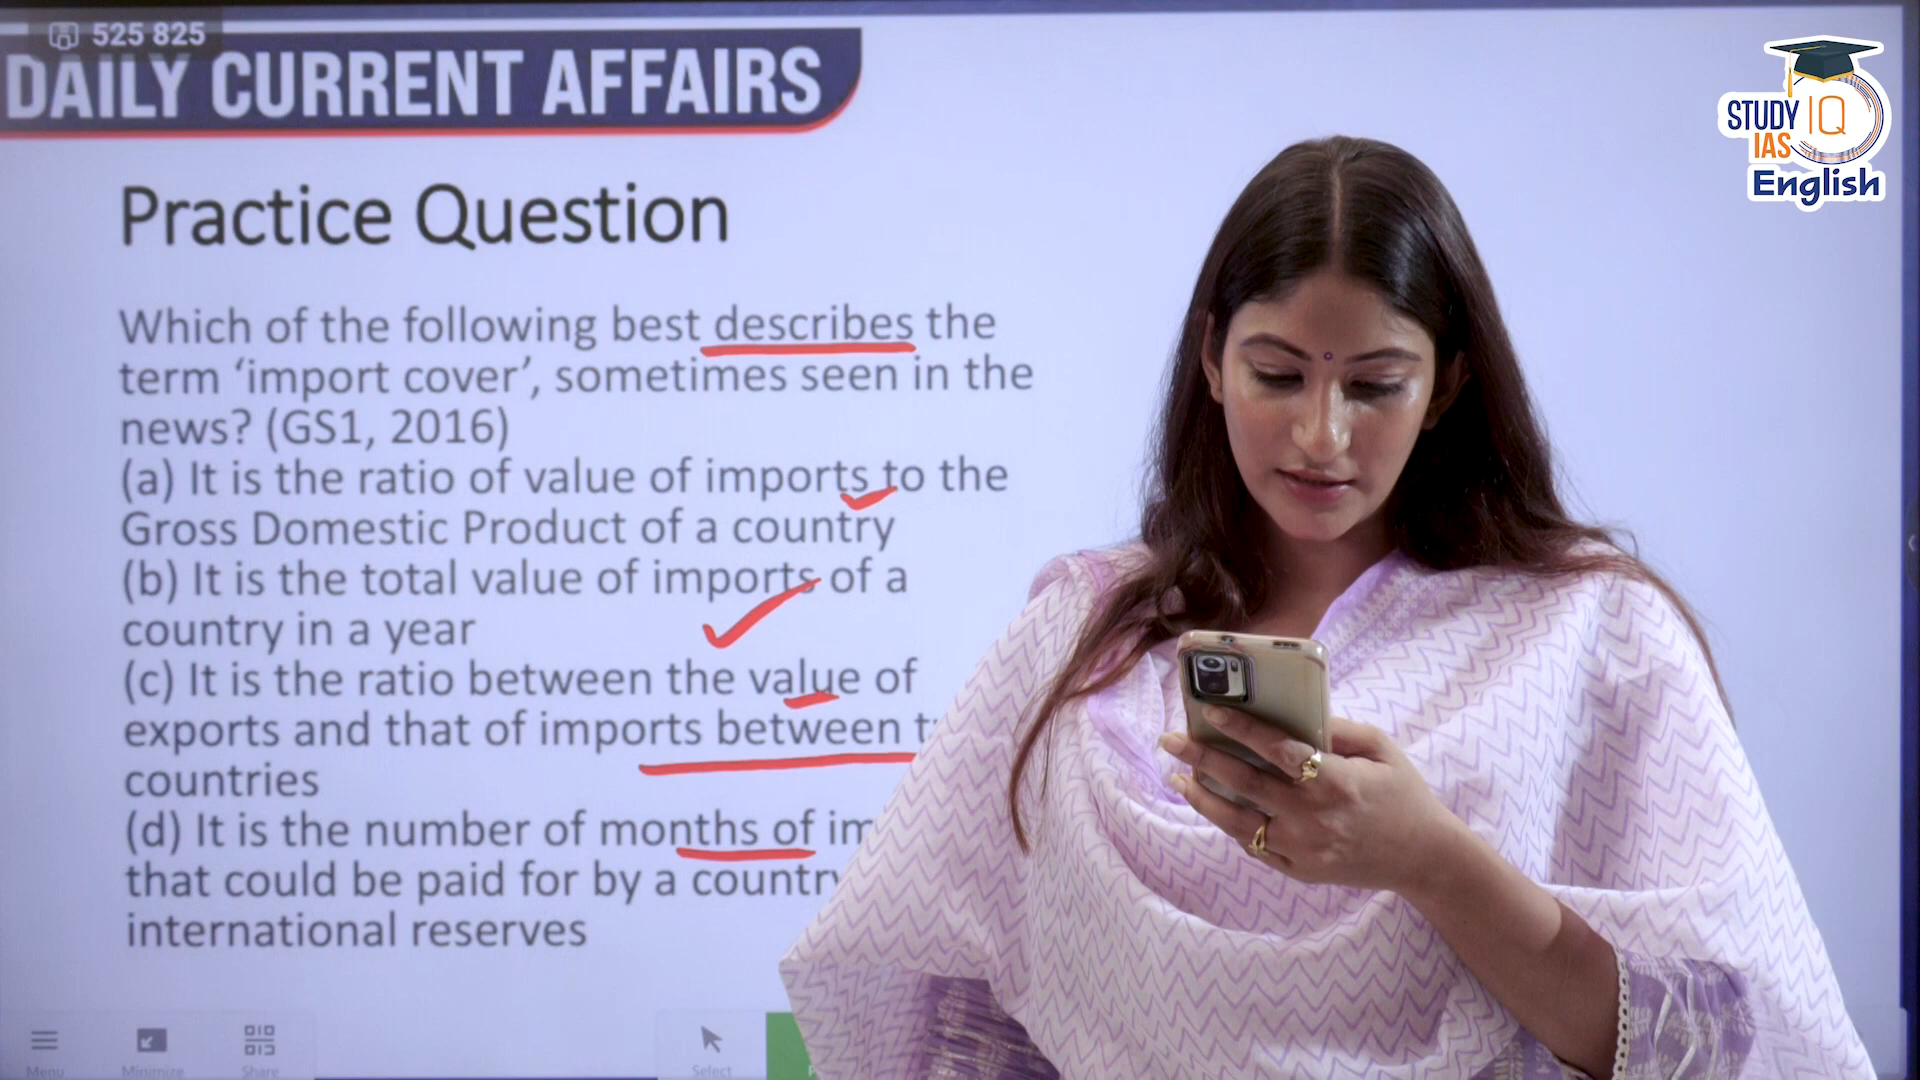 525 825
DAILY CURRENT AFFAIRS
STUDY IQ
IAS
English
Practice Question
Which of the following best describes the
term ‘import cover’, sometimes seen in the
news? (GS1, 2016)
(a) It is the ratio of value of imports to the
Gross Domestic Product of a country
(b) It is the total value of imports of a
country in a year
(c) It is the ratio between the value of
exports and that of imports between
countries
(d) It is the number of months of
that could be paid for by a
international reserves
Menu
Minimize
Share
Select